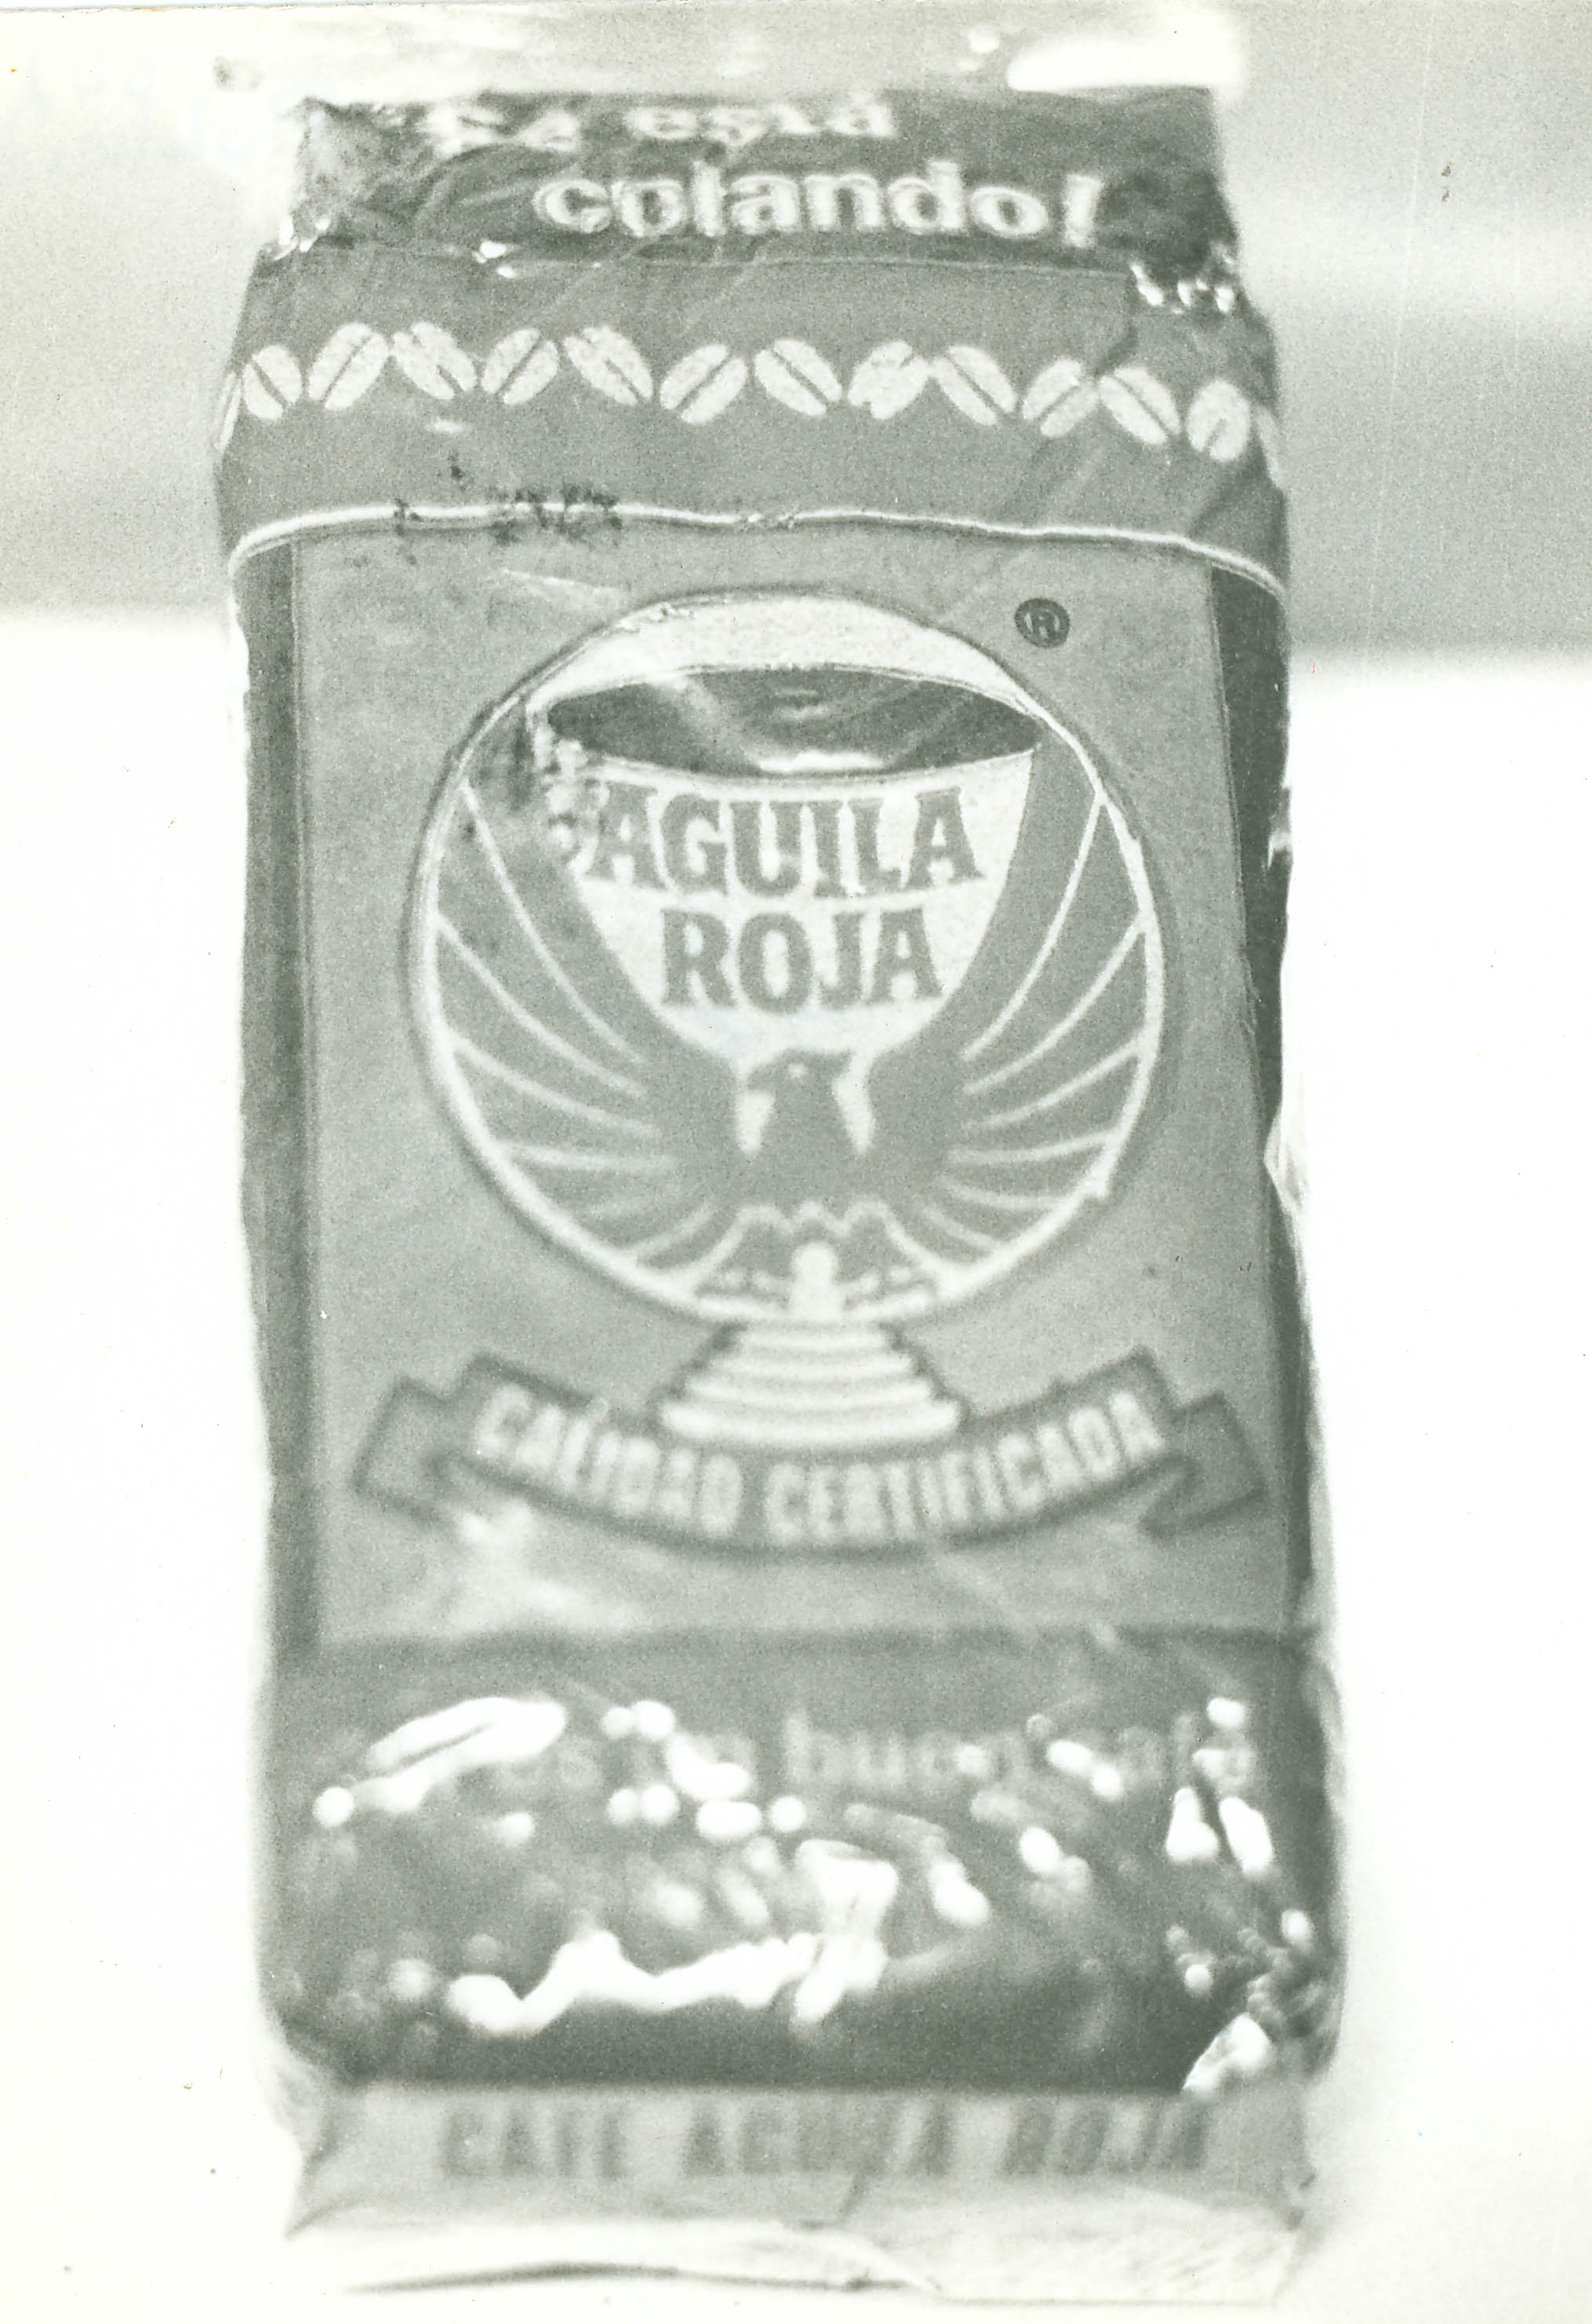 está
colando!
®
AGUILA
ROJA
CALIDAD CERTIFICADA
CAFE AGUILA ROJA